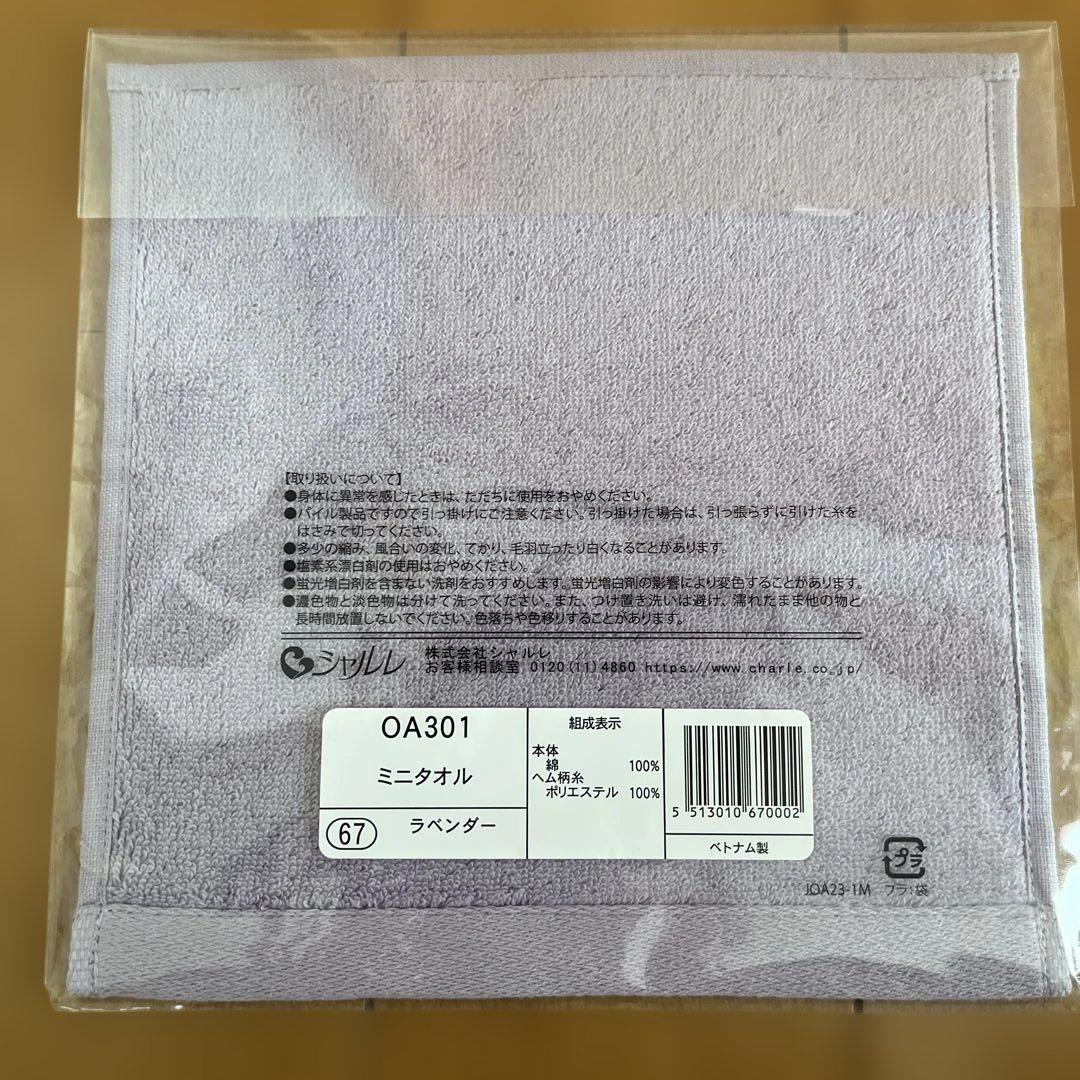 【取り扱いについて】
●身体に異常を感じたときは、ただちに使用をおやめください。
●パイル製品ですので引っ掛けにご注意ください。引っ掛けた場合は、引っ張らずに引けた糸を
はさみで切ってください。
●多少の縮み、風合いの変化、てかり、毛羽立ったり白くなることがあります。
●塩素系漂白剤の使用はおやめください。
●蛍光増白剤を含まない洗剤をおすすめします。蛍光増白剤の影響により変色することがあります。
●濃色物と淡色物は分けて洗ってください。また、つけ置き洗いは避け、濡れたまま他の物と
長時間放置しないでください。色落ちや色移りすることがあります。
シャルレ
株式会社シャルレ
お客様相談室 0120(11)4860 https://www.charle.co.jp/
OA301
ミニタオル
67 ラベンダー
組成表示
本体
綿 100%
ヘム柄糸
ポリエステル 100%
5 513010 670002
ベトナム製
プラ
JOA23-1M プラ:袋